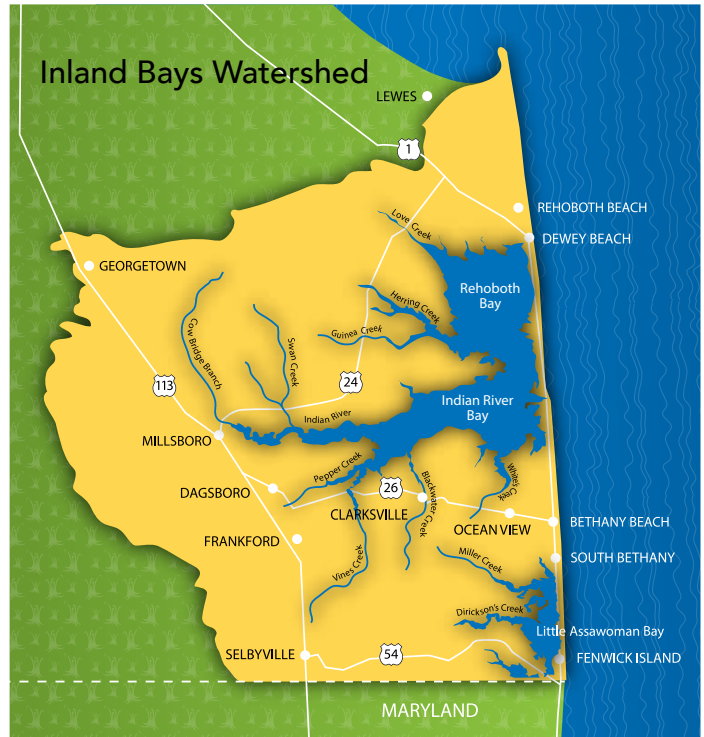 Inland Bays Watershed
LEWES
1
Love Creek
REHOBOTH BEACH
DEWEY BEACH
GEORGETOWN
Rehoboth
Bay
Herring Creek
Guinea Creek
Cow Bridge Branch
Swan Creek
113
24
Indian River
Bay
Indian River
MILLSBORO
Pepper Creek
DAGSBORO
26
Blackwater Creek
Whites Creek
CLARKSVILLE
OCEAN VIEW
BETHANY BEACH
FRANKFORD
Vines Creek
Miller Creek
SOUTH BETHANY
Dirickson's Creek
Little Assawoman Bay
SELBYVILLE
54
FENWICK ISLAND
MARYLAND